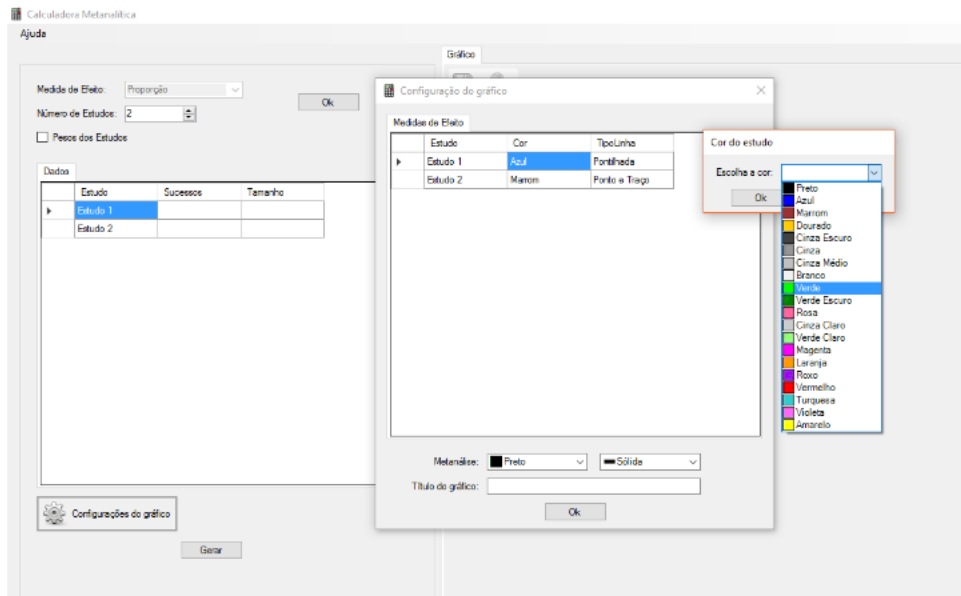 Calculadora Metanalítica
Ajuda
Medida de Efeito: Proporção
Ok
Número de Estudos: 2
Pesos dos Estudos
Dados
Estudo Sucessos Tamanho
Estudo 1
Estudo 2
Configurações do gráfico
Gerar
Gráfico
Configuração do gráfico
Medidas de Efeito
Estudo Cor TipoLinha
Estudo 1 Azul Pontilhada
Estudo 2 Marrom Ponto e Traço
Metanálise: Preto Sólida
Título do gráfico:
Ok
Cor do estudo
Escolha a cor:
Ok
Preto
Azul
Marrom
Dourado
Cinza Escuro
Cinza
Cinza Médio
Branco
Verde
Verde Escuro
Rosa
Cinza Claro
Verde Claro
Magenta
Laranja
Roxo
Vermelho
Turquesa
Violeta
Amarelo